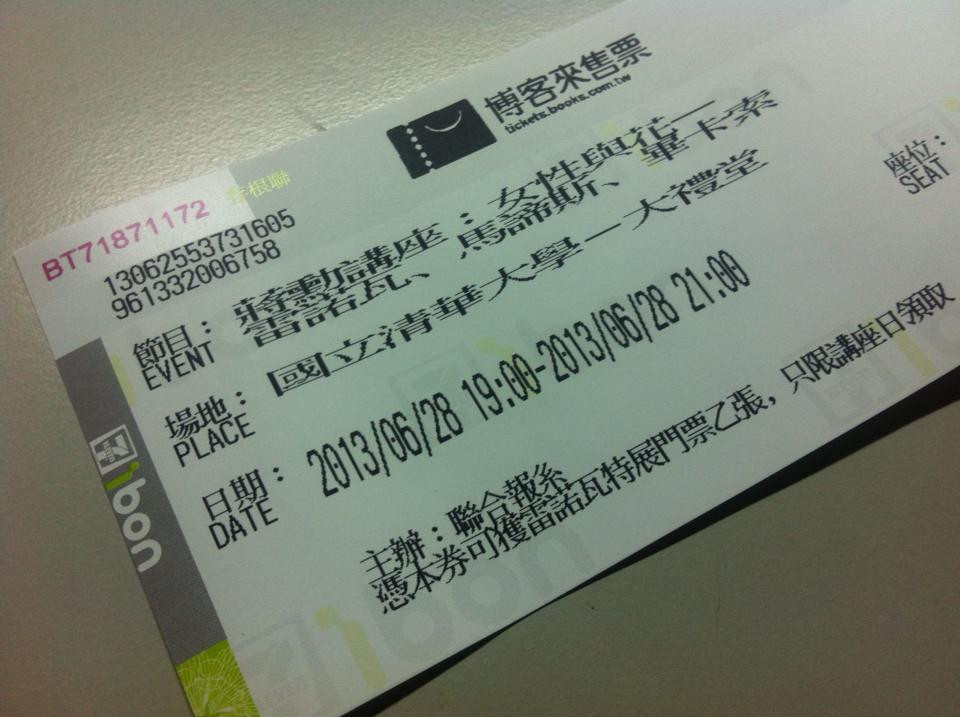 博客來售票
tickets.books.com.tw
存根聯
BT71871172
13062553731605
961332006758
節目：
EVENT
蔣勳講座：女性與花—
雷諾瓦、馬諦斯、畢卡索
座位：
SEAT
場地：
PLACE
國立清華大學－大禮堂
日期：
DATE
2013/06/28 19:00-2013/06/28 21:00
主辦：聯合報系
憑本券可獲雷諾瓦特展門票乙張，只限講座日領取
ibon